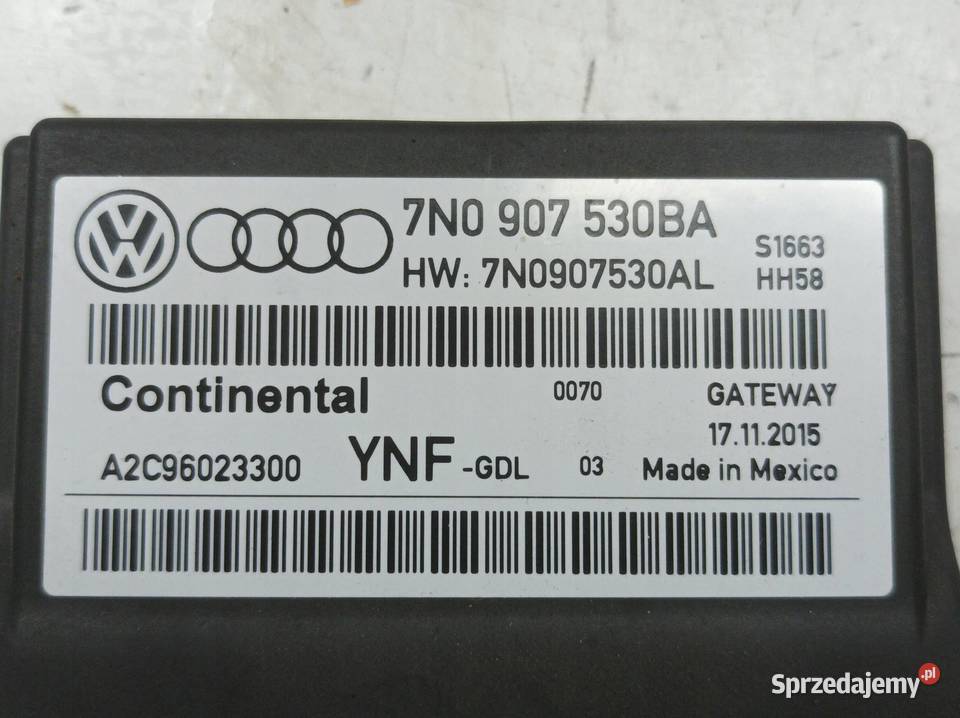 7N0 907 530BA
HW: 7N0907530AL
S1663
HH58
Continental
0070
GATEWAY
17.11.2015
A2C96023300
YNF -GDL
03
Made in Mexico
Sprzedajemy.pl